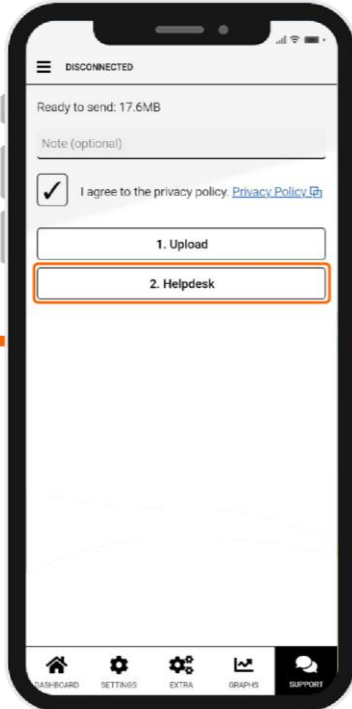 DISCONNECTED
Ready to send: 17.6MB
Note (optional)
I agree to the privacy policy. Privacy Policy
1. Upload
2. Helpdesk
DASHBOARD SETTINGS EXTRA GRAPHS SUPPORT